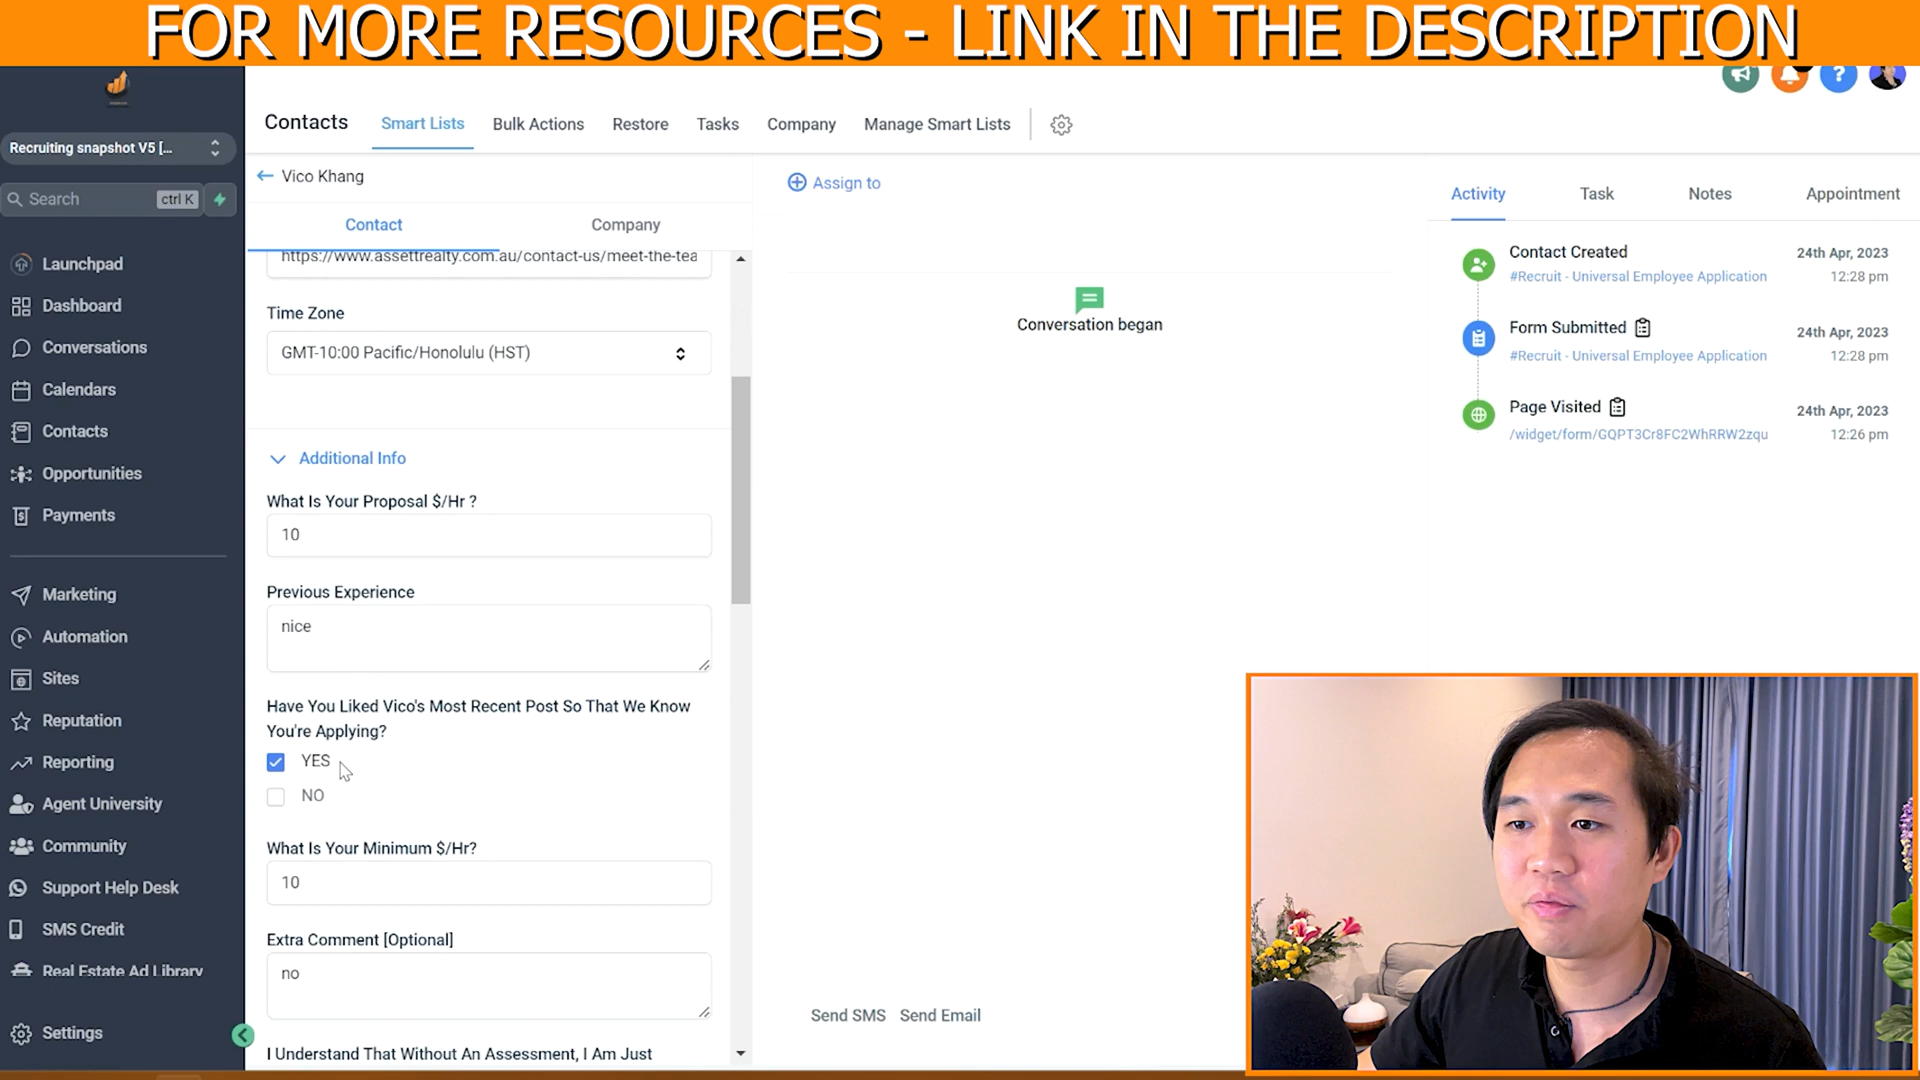 FOR MORE RESOURCES - LINK IN THE DESCRIPTION
Recruiting snapshot V5 [...
Search
ctrl K
Launchpad
Dashboard
Conversations
Calendars
Contacts
Opportunities
Payments
Marketing
Automation
Sites
Reputation
Reporting
Agent University
Community
Support Help Desk
SMS Credit
Real Estate Ad Library
Settings
Contacts
Smart Lists
Bulk Actions
Restore
Tasks
Company
Manage Smart Lists
Vico Khang
Contact
Company
https://www.assettrealty.com.au/contact-us/meet-the-tea
Time Zone
GMT-10:00 Pacific/Honolulu (HST)
Additional Info
What Is Your Proposal $/Hr ?
10
Previous Experience
nice
Have You Liked Vico's Most Recent Post So That We Know
You're Applying?
YES
NO
What Is Your Minimum $/Hr?
10
Extra Comment [Optional]
no
I Understand That Without An Assessment, I Am Just
Assign to
Conversation began
Send SMS
Send Email
Activity
Task
Notes
Appointment
Contact Created
24th Apr, 2023
#Recruit - Universal Employee Application
12:28 pm
Form Submitted
24th Apr, 2023
#Recruit - Universal Employee Application
12:28 pm
Page Visited
24th Apr, 2023
/widget/form/GQPT3Cr8FC2WhRRW2zqu
12:26 pm